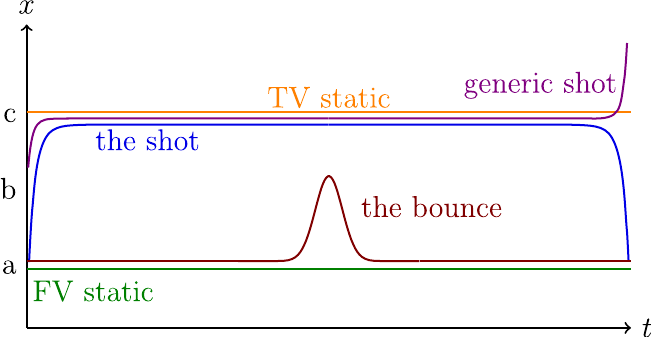 x
generic shot
TV static
c
the shot
b
the bounce
a
FV static
t